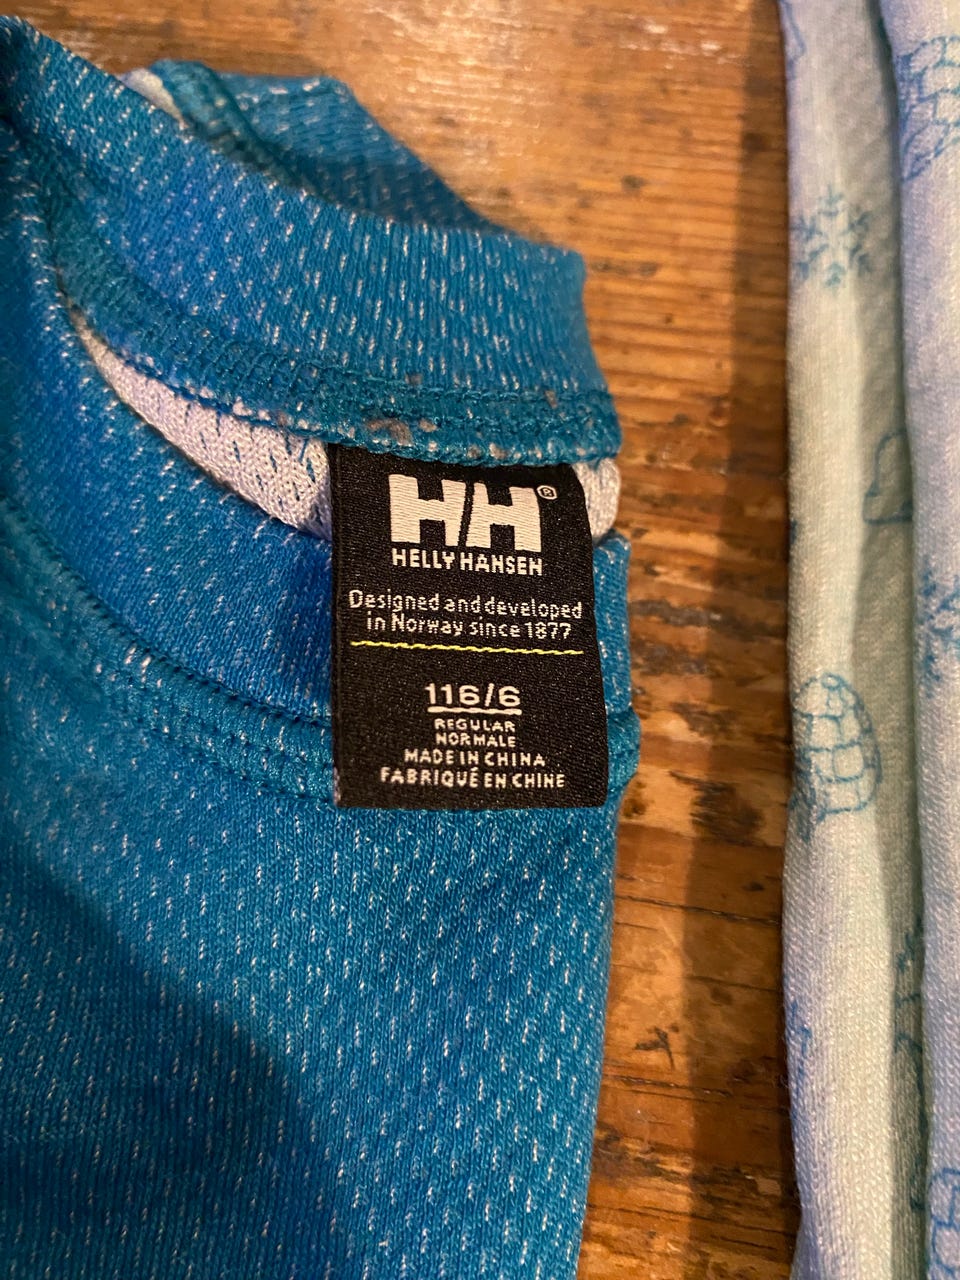 HH®
HELLY HANSEN
Designed and developed
in Norway since 1877
116/6
REGULAR
NORMALE
MADE IN CHINA
FABRIQUÉ EN CHINE